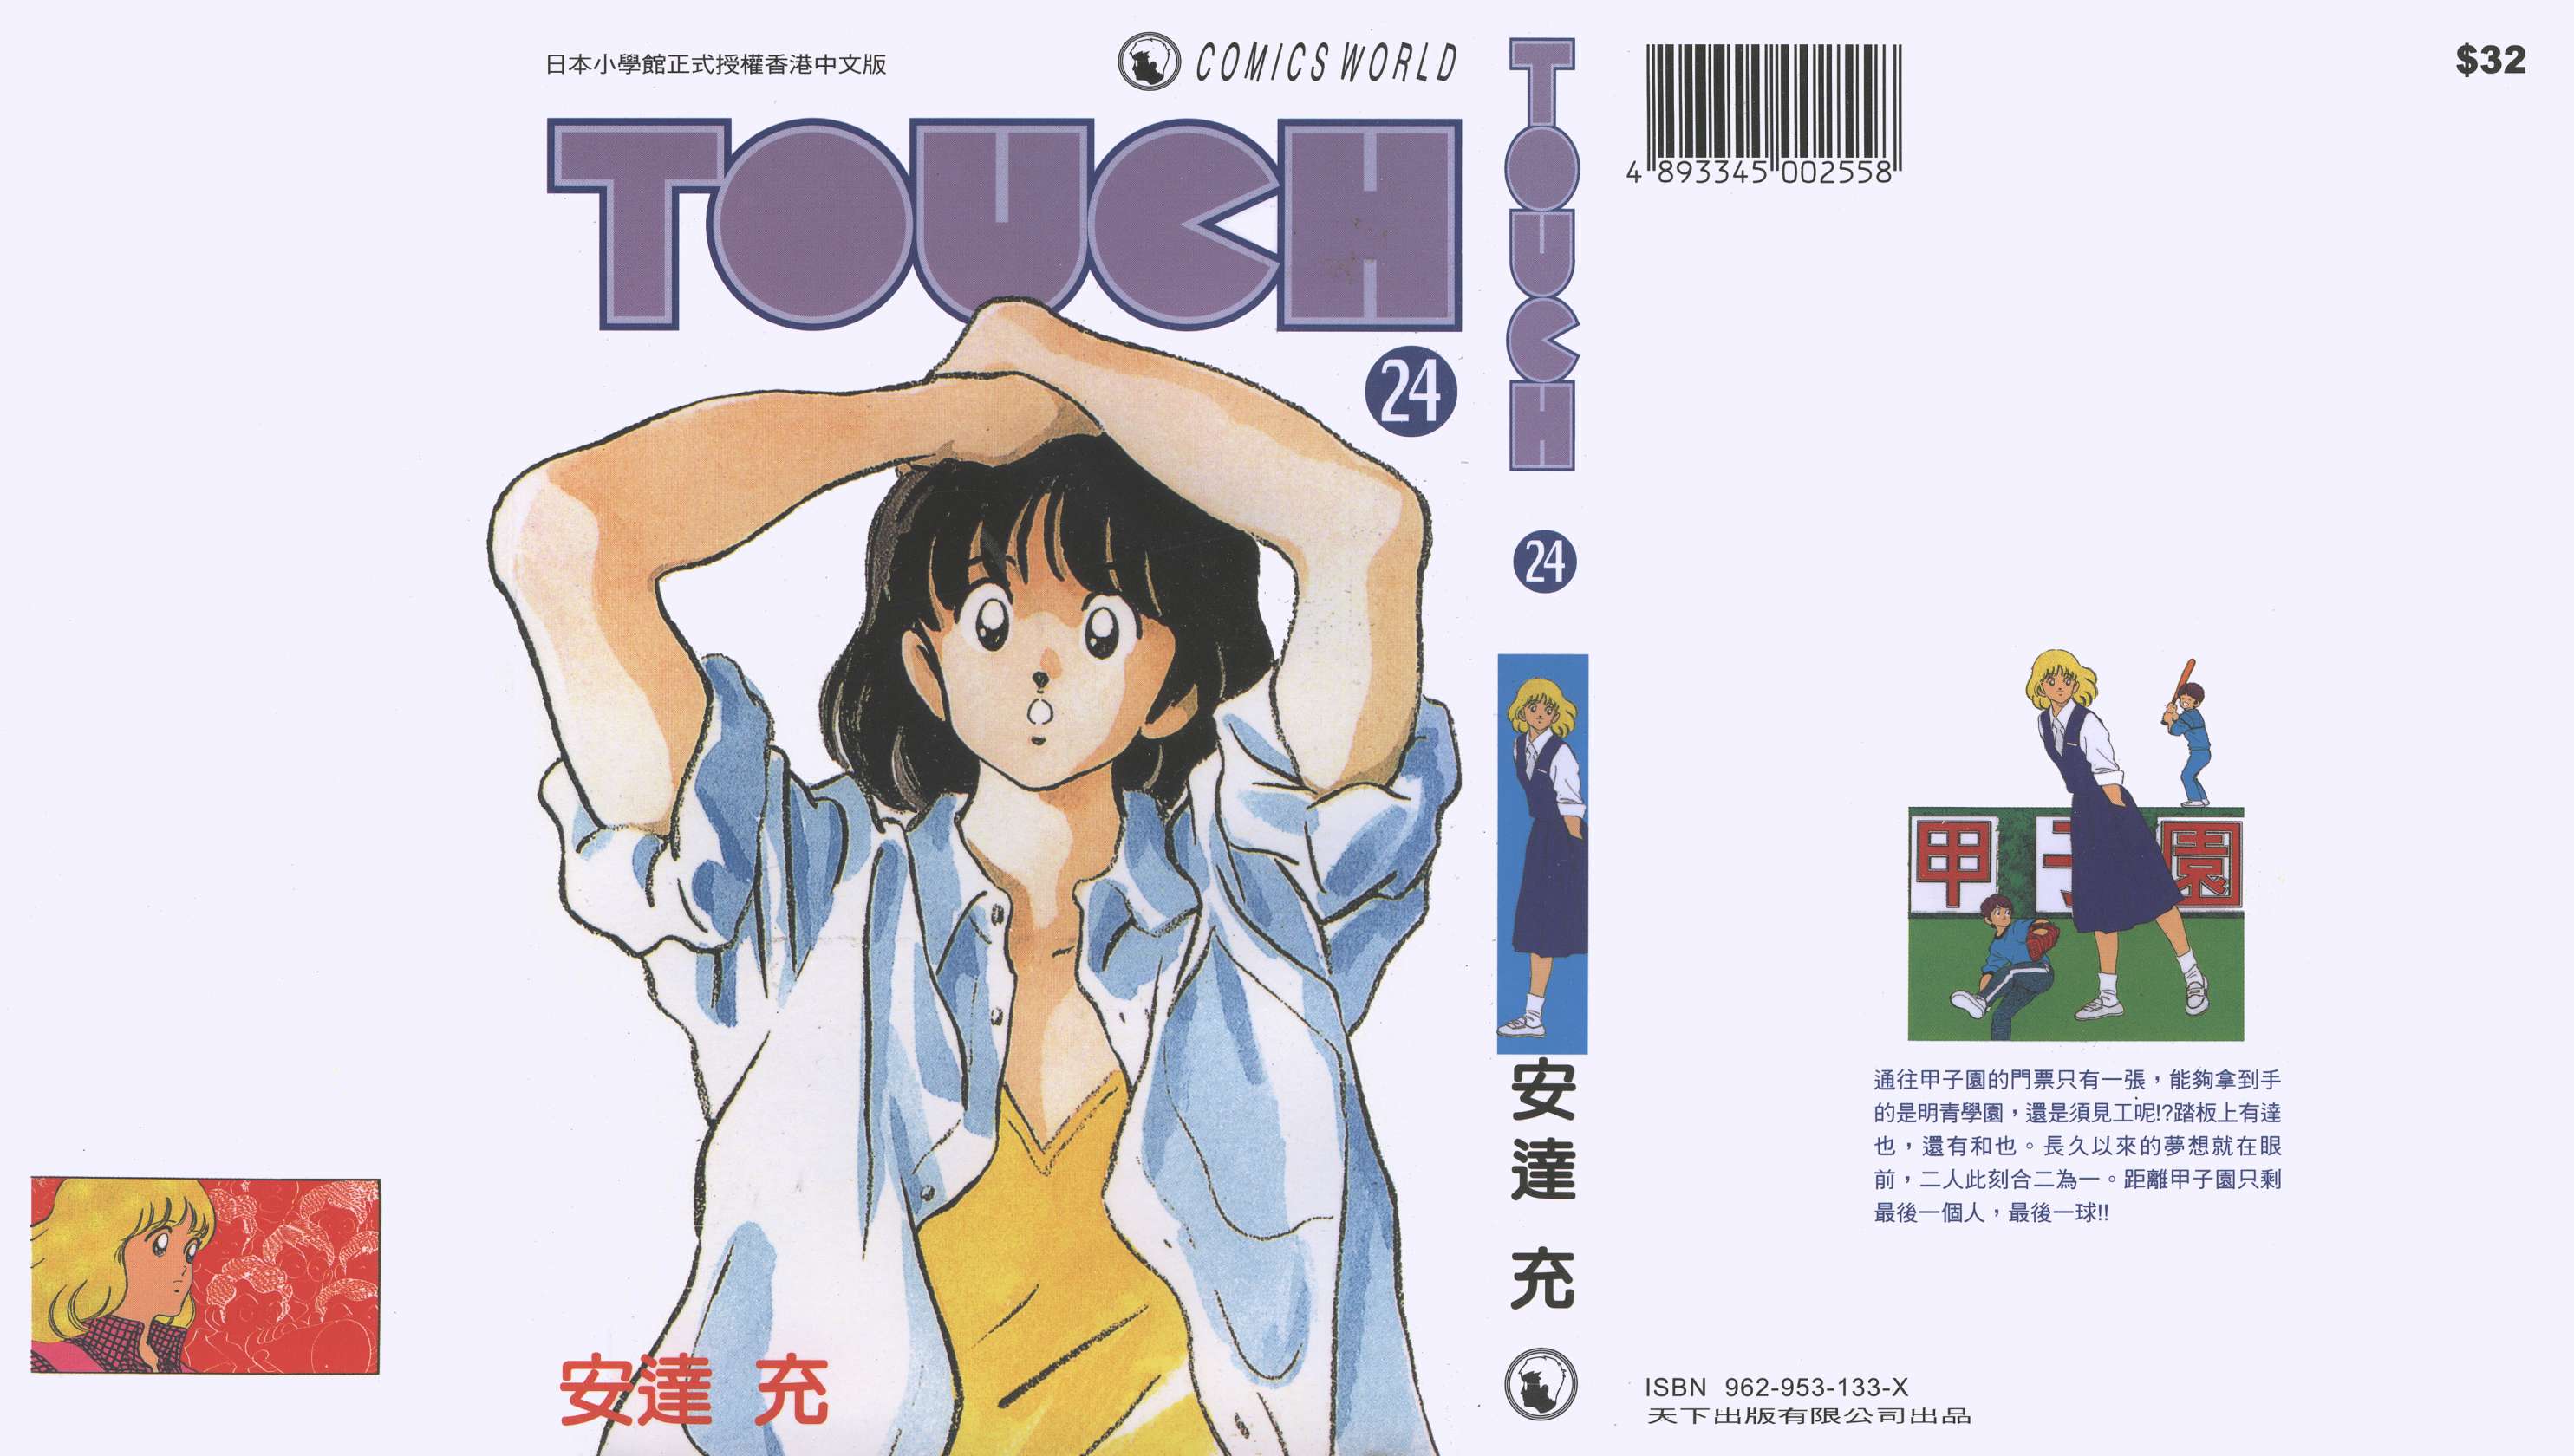 日本小學館正式授權香港中文版
COMICS WORLD
TOUCH
24
安達 充
TOUCH
24
安達 充
4 893345 002558
$32
甲子園
通往甲子園的門票只有一張，能夠拿到手
的是明青學園，還是須見工呢!?踏板上有達
也，還有和也。長久以來的夢想就在眼
前，二人此刻合二為一。距離甲子園只剩
最後一個人，最後一球!!
ISBN 962-953-133-X
天下出版有限公司出品